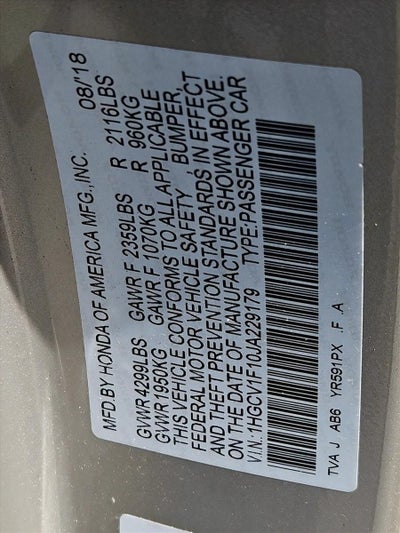 MFD.BY HONDA OF AMERICA MFG.,INC. 08/'18
GVWR 4299LBS GAWR F 2359LBS R 2116LBS
GVWR 1950KG GAWR F 1070KG R 960KG
THIS VEHICLE CONFORMS TO ALL APPLICABLE
FEDERAL MOTOR VEHICLE SAFETY , BUMPER,
AND THEFT PREVENTION STANDARDS IN EFFECT
ON THE DATE OF MANUFACTURE SHOWN ABOVE.
V.I.N.:1HGCV1F10JA229179 TYPE:PASSENGER CAR
TVA J AB6 YR591PX .F .A